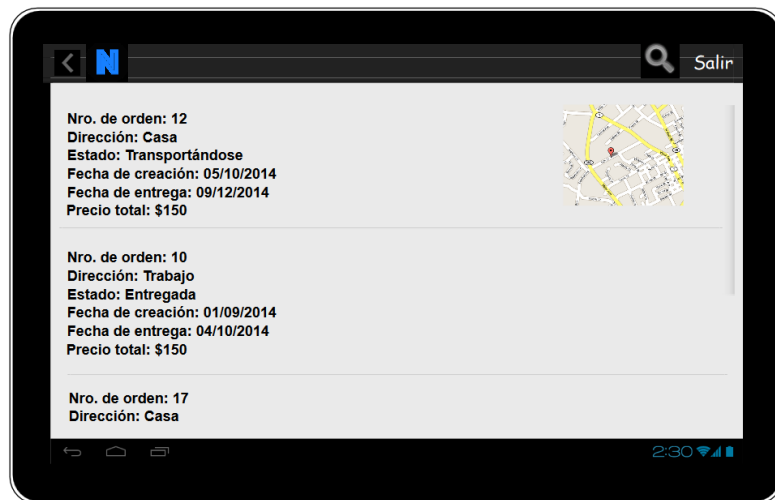 N
Salir
Nro. de orden: 12
Dirección: Casa
Estado: Transportándose
Fecha de creación: 05/10/2014
Fecha de entrega: 09/12/2014
Precio total: $150
Nro. de orden: 10
Dirección: Trabajo
Estado: Entregada
Fecha de creación: 01/09/2014
Fecha de entrega: 04/10/2014
Precio total: $150
Nro. de orden: 17
Dirección: Casa
2:30